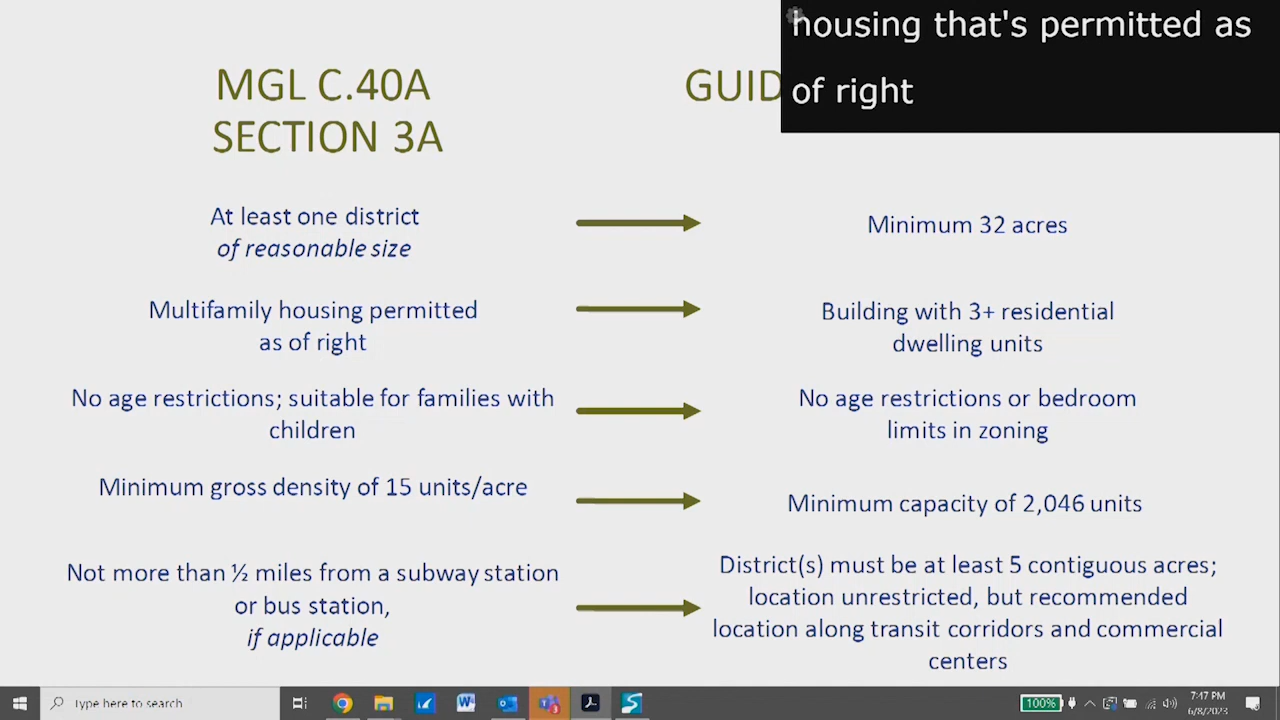 housing that's permitted as
of right
MGL C.40A
SECTION 3A
GUID
At least one district
of reasonable size
Minimum 32 acres
Multifamily housing permitted
as of right
Building with 3+ residential
dwelling units
No age restrictions; suitable for families with
children
No age restrictions or bedroom
limits in zoning
Minimum gross density of 15 units/acre
Minimum capacity of 2,046 units
Not more than ½ miles from a subway station
or bus station,
if applicable
District(s) must be at least 5 contiguous acres;
location unrestricted, but recommended
location along transit corridors and commercial
centers
Type here to search
100%
7:47 PM
6/8/2023